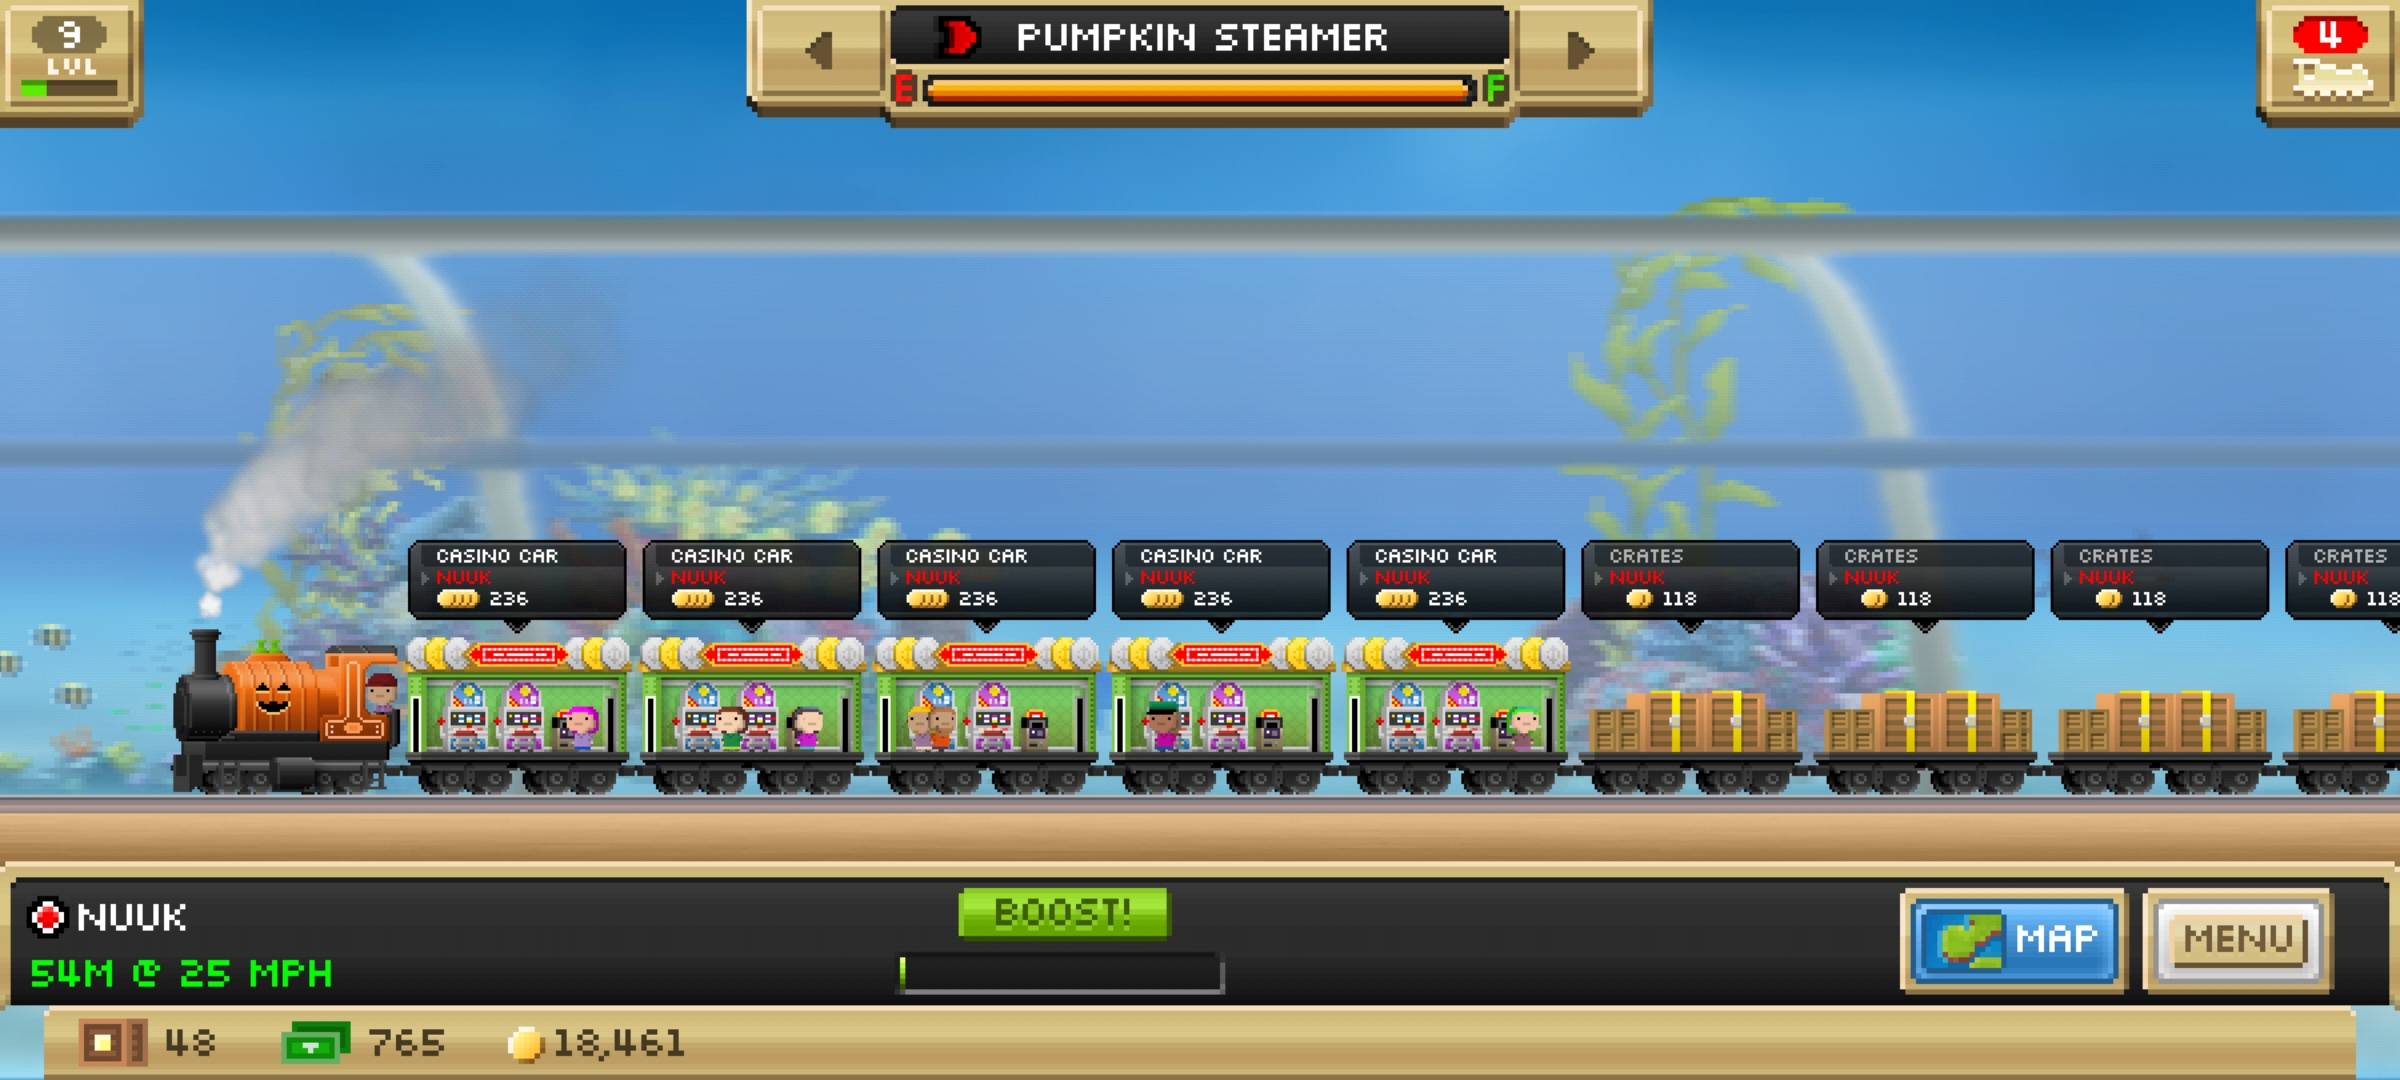 9
LVL
PUMPKIN STEAMER
E
F
4
CASINO CAR
NUUK
236
CASINO CAR
NUUK
236
CASINO CAR
NUUK
236
CASINO CAR
NUUK
236
CASINO CAR
NUUK
236
CRATES
NUUK
118
CRATES
NUUK
118
CRATES
NUUK
118
CRATES
NUUK
118
NUUK
54M @ 25 MPH
BOOST!
MAP
MENU
48
765
18,461